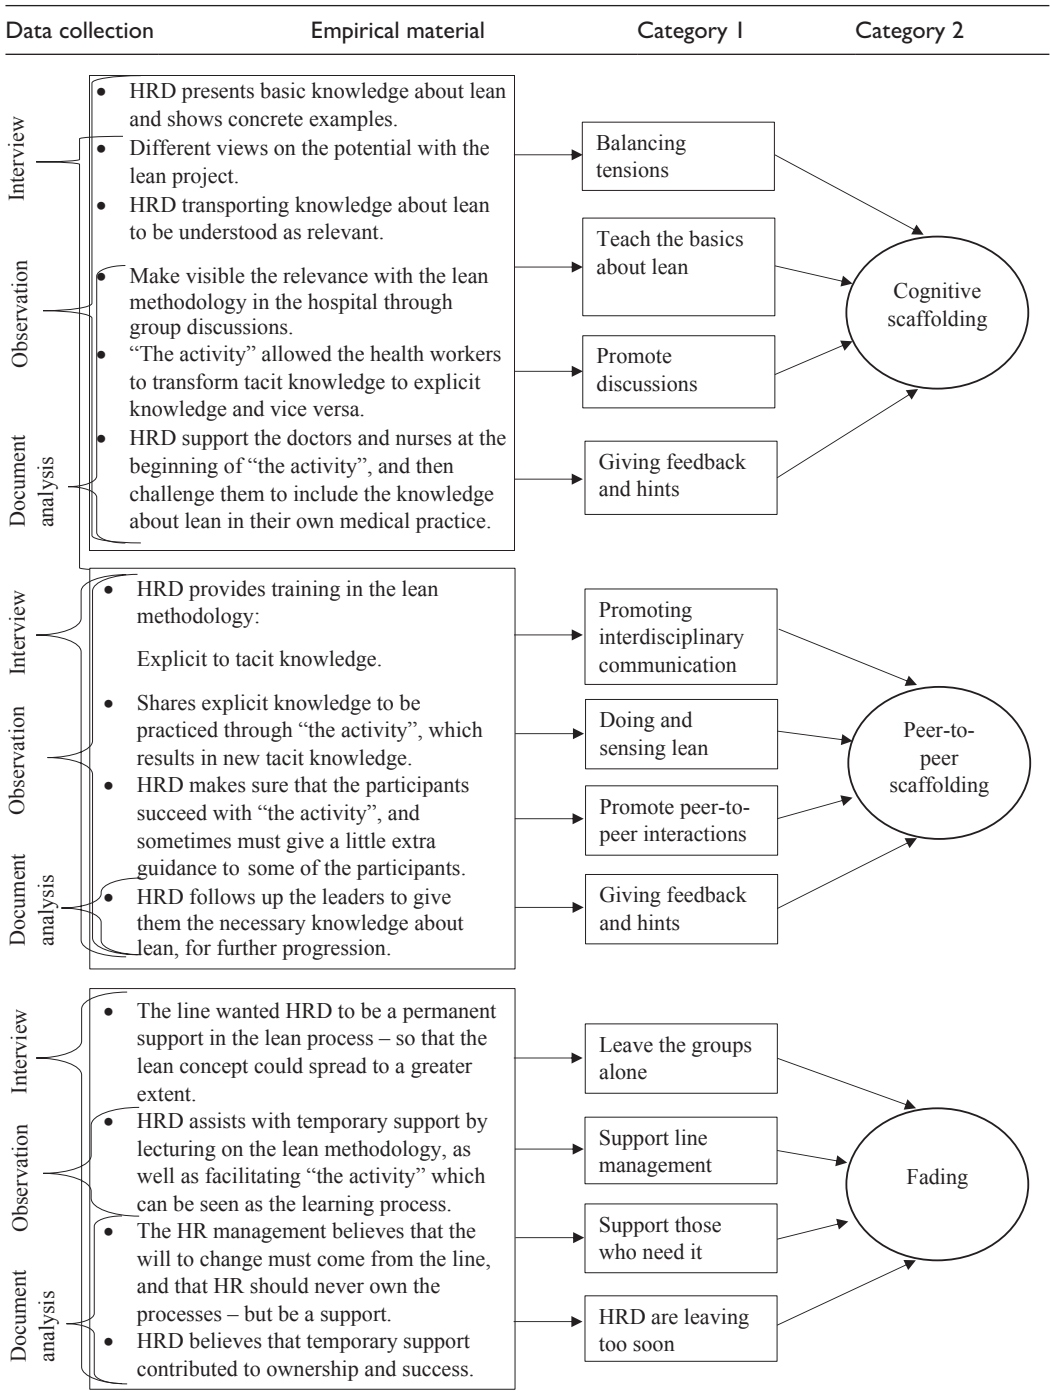 Data collection Empirical material Category 1 Category 2
Interview
Observation
Document
analysis
• HRD presents basic knowledge about lean
and shows concrete examples.
• Different views on the potential with the
lean project.
• HRD transporting knowledge about lean
to be understood as relevant.
• Make visible the relevance with the lean
methodology in the hospital through
group discussions.
• “The activity” allowed the health workers
to transform tacit knowledge to explicit
knowledge and vice versa.
• HRD support the doctors and nurses at the
beginning of “the activity”, and then
challenge them to include the knowledge
about lean in their own medical practice.
Balancing
tensions
Teach the basics
about lean
Promote
discussions
Giving feedback
and hints
Cognitive
scaffolding
Interview
Observation
Document
analysis
• HRD provides training in the lean
methodology:
Explicit to tacit knowledge.
• Shares explicit knowledge to be
practiced through “the activity”, which
results in new tacit knowledge.
• HRD makes sure that the participants
succeed with “the activity”, and
sometimes must give a little extra
guidance to some of the participants.
• HRD follows up the leaders to give
them the necessary knowledge about
lean, for further progression.
Promoting
interdisciplinary
communication
Doing and
sensing lean
Promote peer-to-
peer interactions
Giving feedback
and hints
Peer-to-
peer
scaffolding
Interview
Observation
Document
analysis
• The line wanted HRD to be a permanent
support in the lean process – so that the
lean concept could spread to a greater
extent.
• HRD assists with temporary support by
lecturing on the lean methodology, as
well as facilitating “the activity” which
can be seen as the learning process.
• The HR management believes that the
will to change must come from the line,
and that HR should never own the
processes – but be a support.
• HRD believes that temporary support
contributed to ownership and success.
Leave the groups
alone
Support line
management
Support those
who need it
HRD are leaving
too soon
Fading